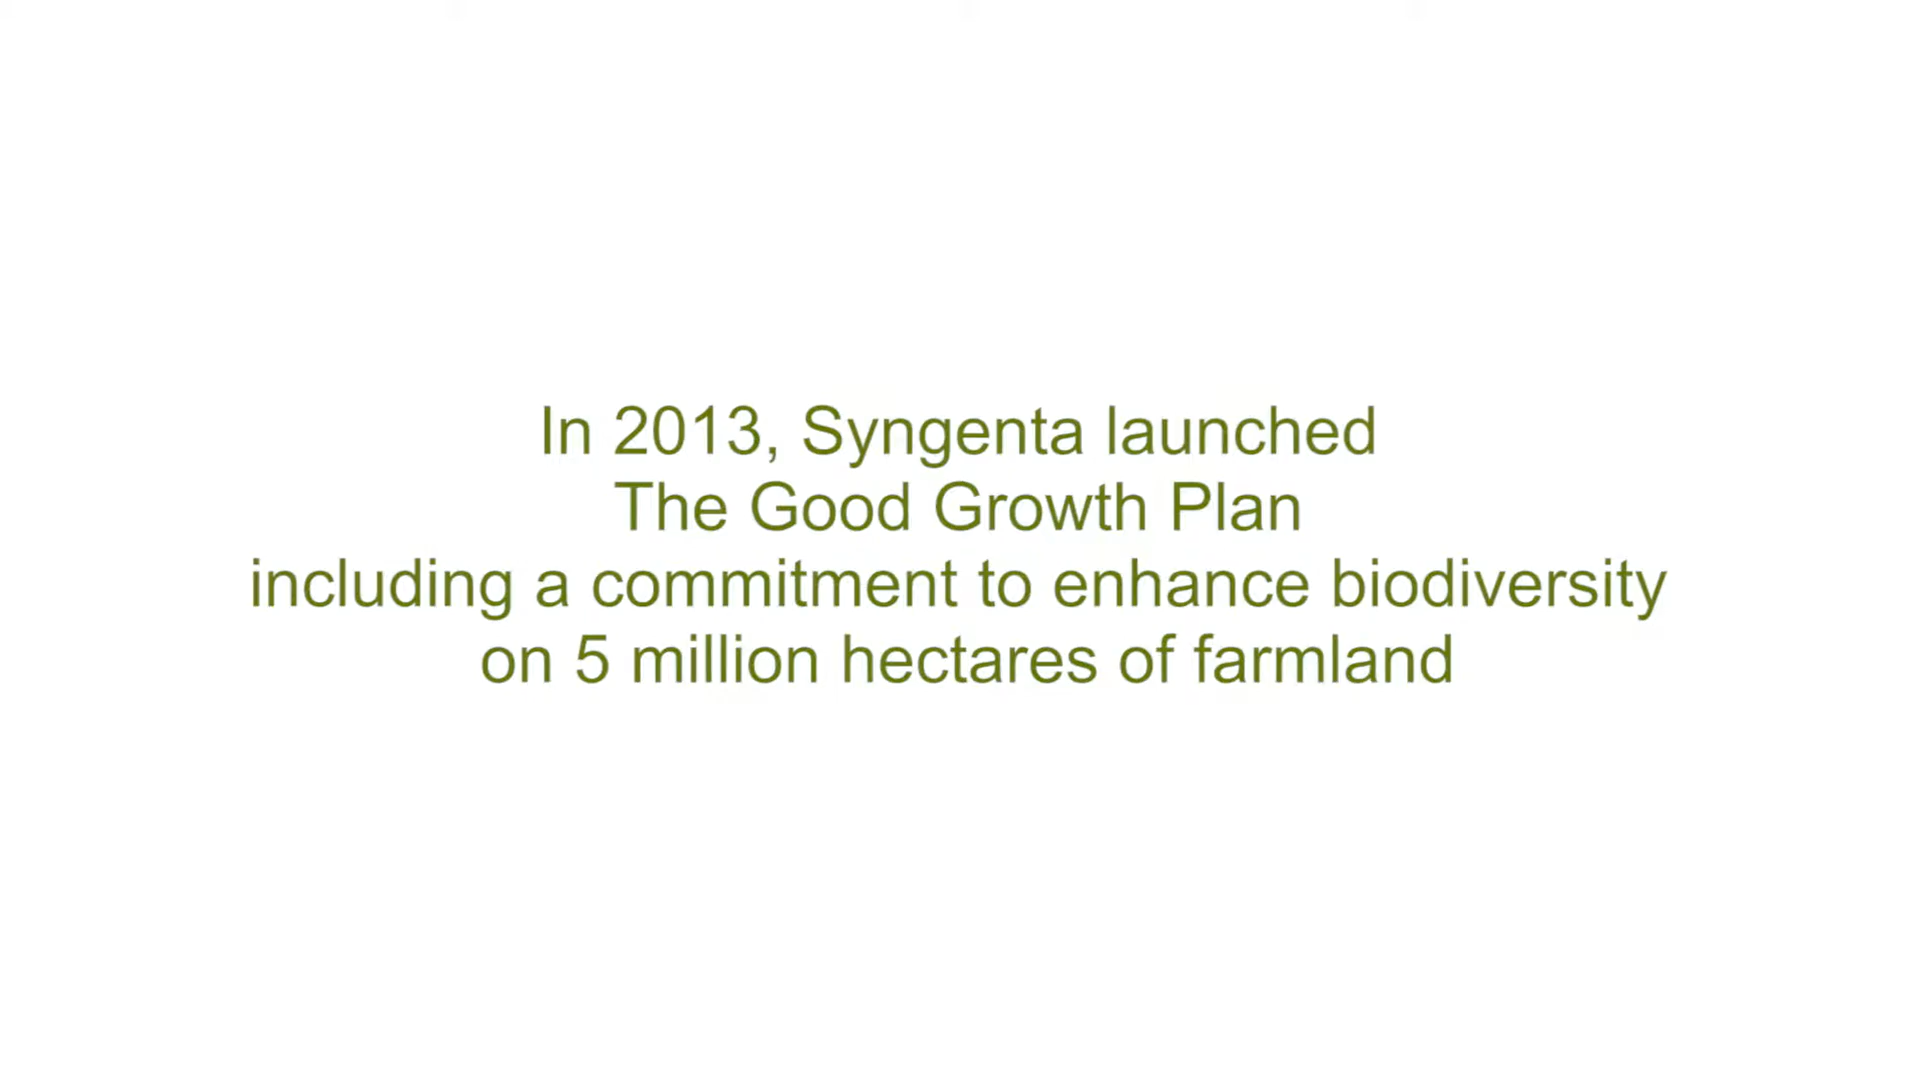 In 2013, Syngenta launched
The Good Growth Plan
including a commitment to enhance biodiversity
on 5 million hectares of farmland